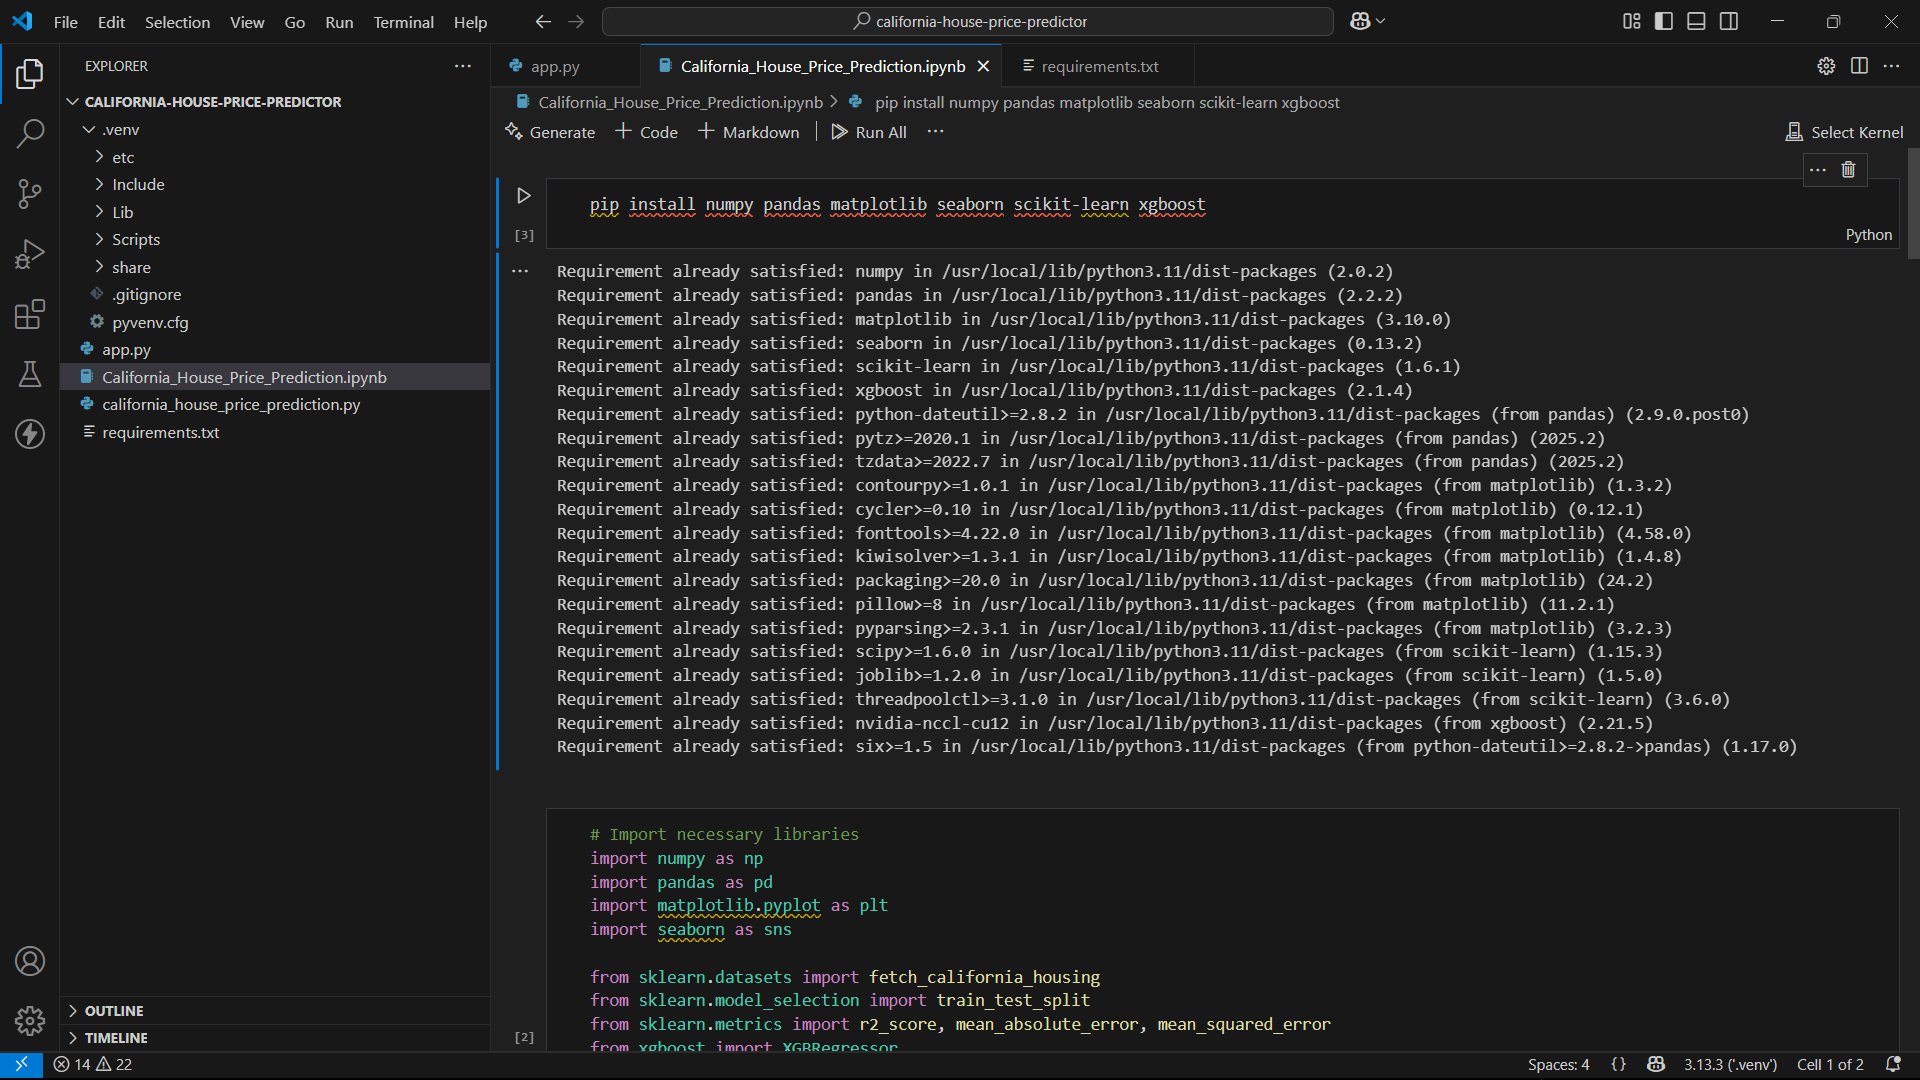 File Edit Selection View Go Run Terminal Help
california-house-price-predictor
EXPLORER
CALIFORNIA-HOUSE-PRICE-PREDICTOR
.venv
etc
Include
Lib
Scripts
share
.gitignore
pyvenv.cfg
app.py
California_House_Price_Prediction.ipynb
california_house_price_prediction.py
requirements.txt
OUTLINE
TIMELINE
app.py
California_House_Price_Prediction.ipynb
requirements.txt
California_House_Price_Prediction.ipynb > pip install numpy pandas matplotlib seaborn scikit-learn xgboost
Generate + Code + Markdown | Run All ...
Select Kernel
pip install numpy pandas matplotlib seaborn scikit-learn xgboost
[3]
Python
Requirement already satisfied: numpy in /usr/local/lib/python3.11/dist-packages (2.0.2)
Requirement already satisfied: pandas in /usr/local/lib/python3.11/dist-packages (2.2.2)
Requirement already satisfied: matplotlib in /usr/local/lib/python3.11/dist-packages (3.10.0)
Requirement already satisfied: seaborn in /usr/local/lib/python3.11/dist-packages (0.13.2)
Requirement already satisfied: scikit-learn in /usr/local/lib/python3.11/dist-packages (1.6.1)
Requirement already satisfied: xgboost in /usr/local/lib/python3.11/dist-packages (2.1.4)
Requirement already satisfied: python-dateutil>=2.8.2 in /usr/local/lib/python3.11/dist-packages (from pandas) (2.9.0.post0)
Requirement already satisfied: pytz>=2020.1 in /usr/local/lib/python3.11/dist-packages (from pandas) (2025.2)
Requirement already satisfied: tzdata>=2022.7 in /usr/local/lib/python3.11/dist-packages (from pandas) (2025.2)
Requirement already satisfied: contourpy>=1.0.1 in /usr/local/lib/python3.11/dist-packages (from matplotlib) (1.3.2)
Requirement already satisfied: cycler>=0.10 in /usr/local/lib/python3.11/dist-packages (from matplotlib) (0.12.1)
Requirement already satisfied: fonttools>=4.22.0 in /usr/local/lib/python3.11/dist-packages (from matplotlib) (4.58.0)
Requirement already satisfied: kiwisolver>=1.3.1 in /usr/local/lib/python3.11/dist-packages (from matplotlib) (1.4.8)
Requirement already satisfied: packaging>=20.0 in /usr/local/lib/python3.11/dist-packages (from matplotlib) (24.2)
Requirement already satisfied: pillow>=8 in /usr/local/lib/python3.11/dist-packages (from matplotlib) (11.2.1)
Requirement already satisfied: pyparsing>=2.3.1 in /usr/local/lib/python3.11/dist-packages (from matplotlib) (3.2.3)
Requirement already satisfied: scipy>=1.6.0 in /usr/local/lib/python3.11/dist-packages (from scikit-learn) (1.15.3)
Requirement already satisfied: joblib>=1.2.0 in /usr/local/lib/python3.11/dist-packages (from scikit-learn) (1.5.0)
Requirement already satisfied: threadpoolctl>=3.1.0 in /usr/local/lib/python3.11/dist-packages (from scikit-learn) (3.6.0)
Requirement already satisfied: nvidia-nccl-cu12 in /usr/local/lib/python3.11/dist-packages (from xgboost) (2.21.5)
Requirement already satisfied: six>=1.5 in /usr/local/lib/python3.11/dist-packages (from python-dateutil>=2.8.2->pandas) (1.17.0)
# Import necessary libraries
import numpy as np
import pandas as pd
import matplotlib.pyplot as plt
import seaborn as sns
from sklearn.datasets import fetch_california_housing
from sklearn.model_selection import train_test_split
from sklearn.metrics import r2_score, mean_absolute_error, mean_squared_error
[2]
from xgboost import XGBRegressor
14 22
Spaces: 4 {} 3.13.3 ('.venv') Cell 1 of 2